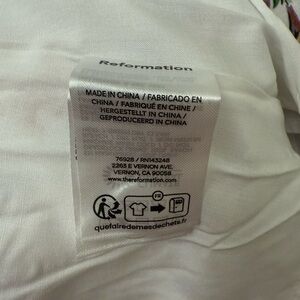 Reformation
MADE IN CHINA / FABRICADO EN
CHINA / FABRIQUÉ EN CHINE /
HERGESTELLT IN CHINA /
GEPRODUCEERD IN CHINA
76928 / RN143248
2263 E VERNON AVE,
VERNON, CA 90058
www.thereformation.com
FR
quefairedemesdechets.fr